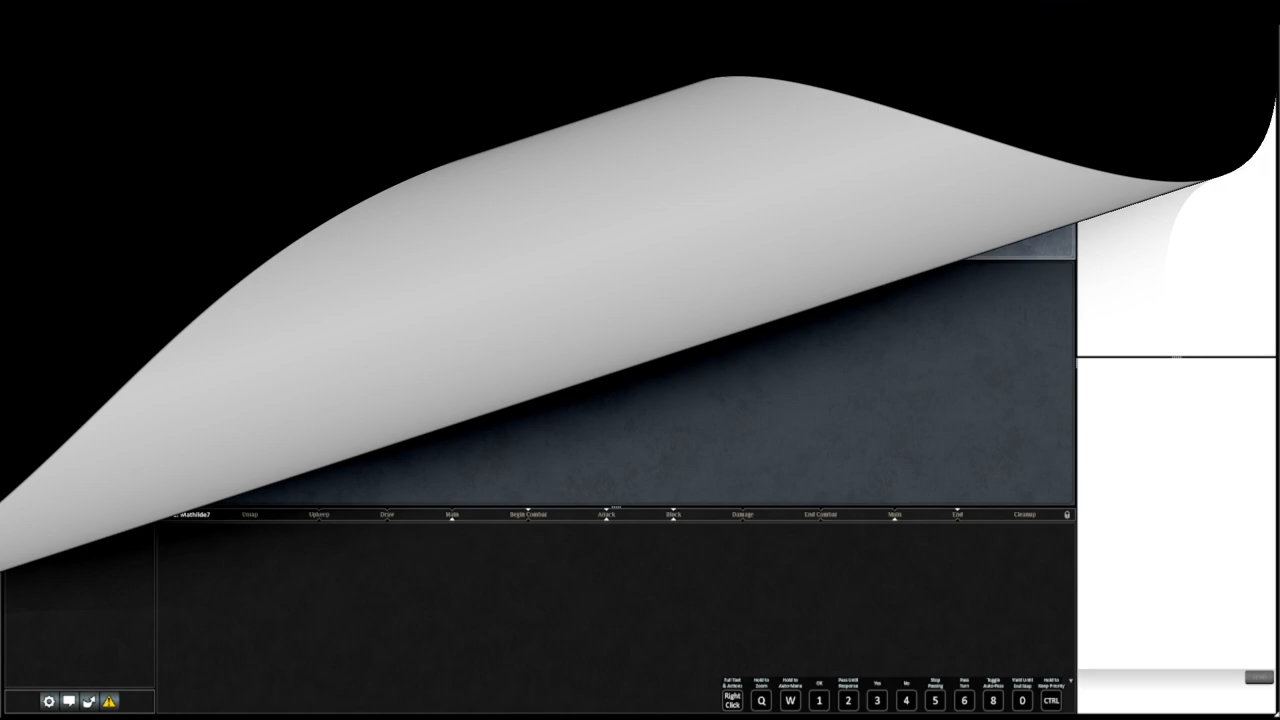 : Mathilde7 Untap Upkeep Draw Main Begin Combat Attack Block Damage End Combat Main End Cleanup
Full Text & Actions Hold to Zoom Hold to Auto-Mana OK Pass Until Response Yes No Stop Passing Pass Turn Toggle Auto-Pass Yield Until End Step Hold to Keep Priority
Right Click Q W 1 2 3 4 5 6 8 0 CTRL